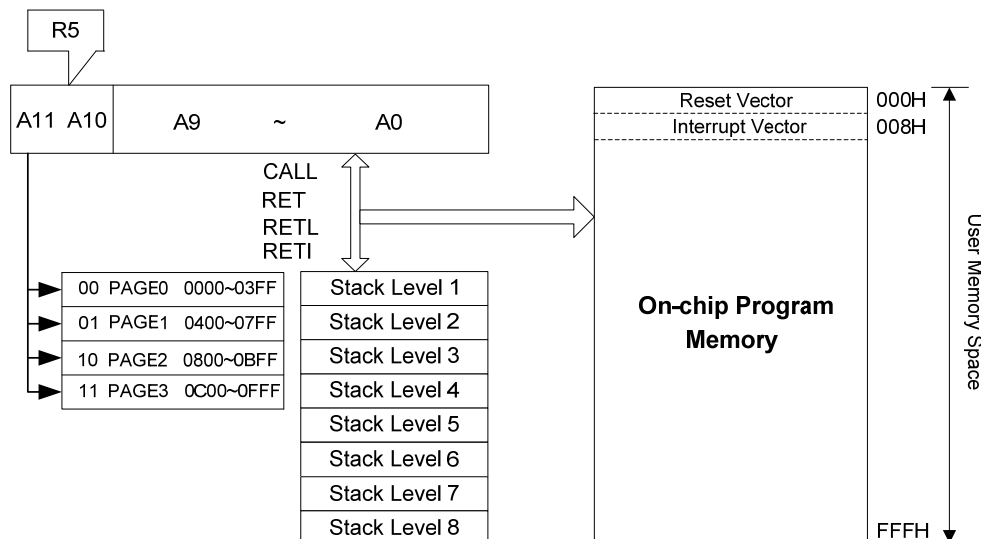 R5
A11 A10 A9 ~ A0
CALL
RET
RETL
RETI
00 PAGE0 0000~03FF
01 PAGE1 0400~07FF
10 PAGE2 0800~0BFF
11 PAGE3 0C00~0FFF
Stack Level 1
Stack Level 2
Stack Level 3
Stack Level 4
Stack Level 5
Stack Level 6
Stack Level 7
Stack Level 8
Reset Vector 000H
Interrupt Vector 008H
On-chip Program
Memory
FFFH
User Memory Space